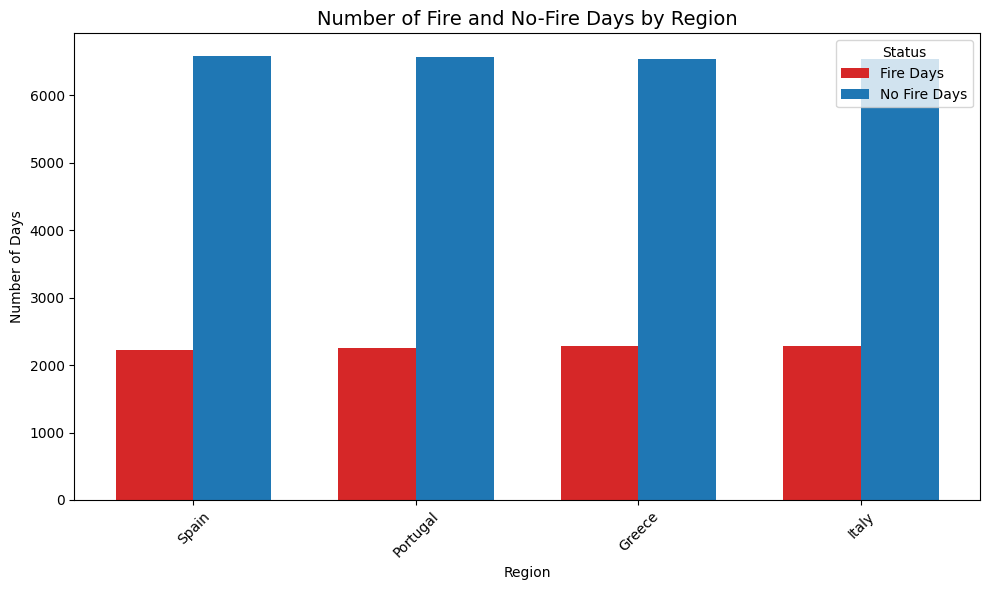 Number of Fire and No-Fire Days by Region
Status
Fire Days
No Fire Days
Number of Days
6000
5000
4000
3000
2000
1000
0
Spain
Portugal
Greece
Italy
Region